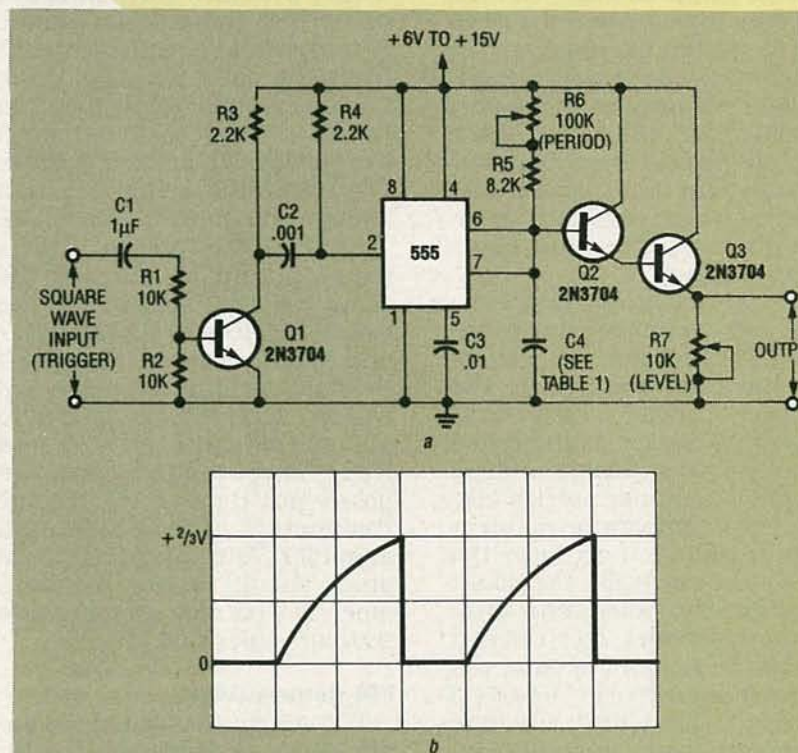 +6V TO +15V
R3
2.2K
R4
2.2K
R6
100K
(PERIOD)
R5
8.2K
C1
1μF
C2
.001
8
4
6
2
555
7
1
5
Q2
2N3704
Q3
2N3704
SQUARE
WAVE
INPUT
(TRIGGER)
R1
10K
R2
10K
Q1
2N3704
C3
.01
C4
(SEE
TABLE 1)
R7
10K
(LEVEL)
OUTP
a
+2/3V
0
b